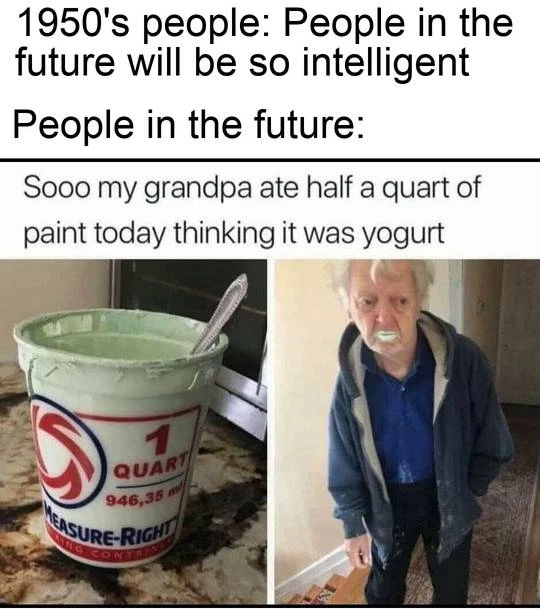 1950's people: People in the
future will be so intelligent
People in the future:
Sooo my grandpa ate half a quart of
paint today thinking it was yogurt
1
QUART
946,35 ml
MEASURE-RIGHT